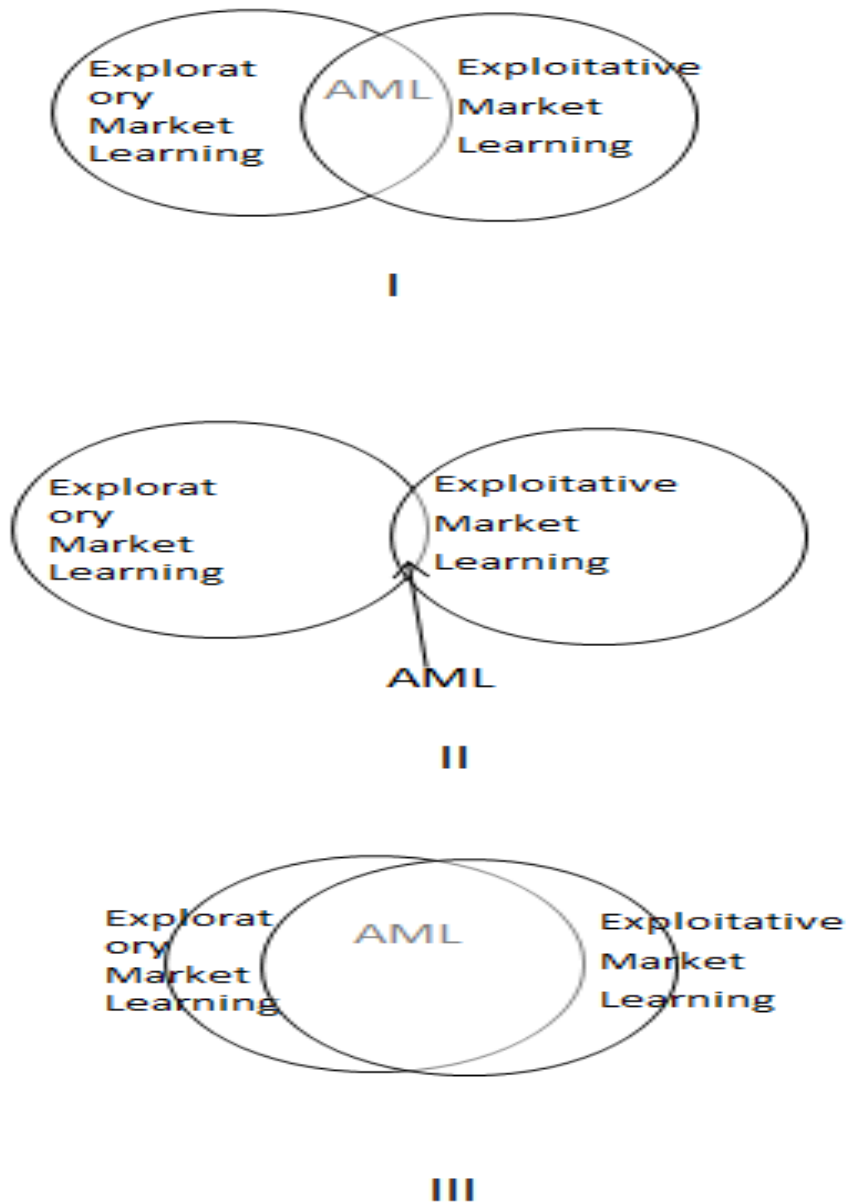 Explorat
ory
Market
Learning
AML
Exploitative
Market
Learning
I
Explorat
ory
Market
Learning
Exploitative
Market
Learning
AML
II
Explorat
ory
Market
Learning
AML
Exploitative
Market
Learning
III